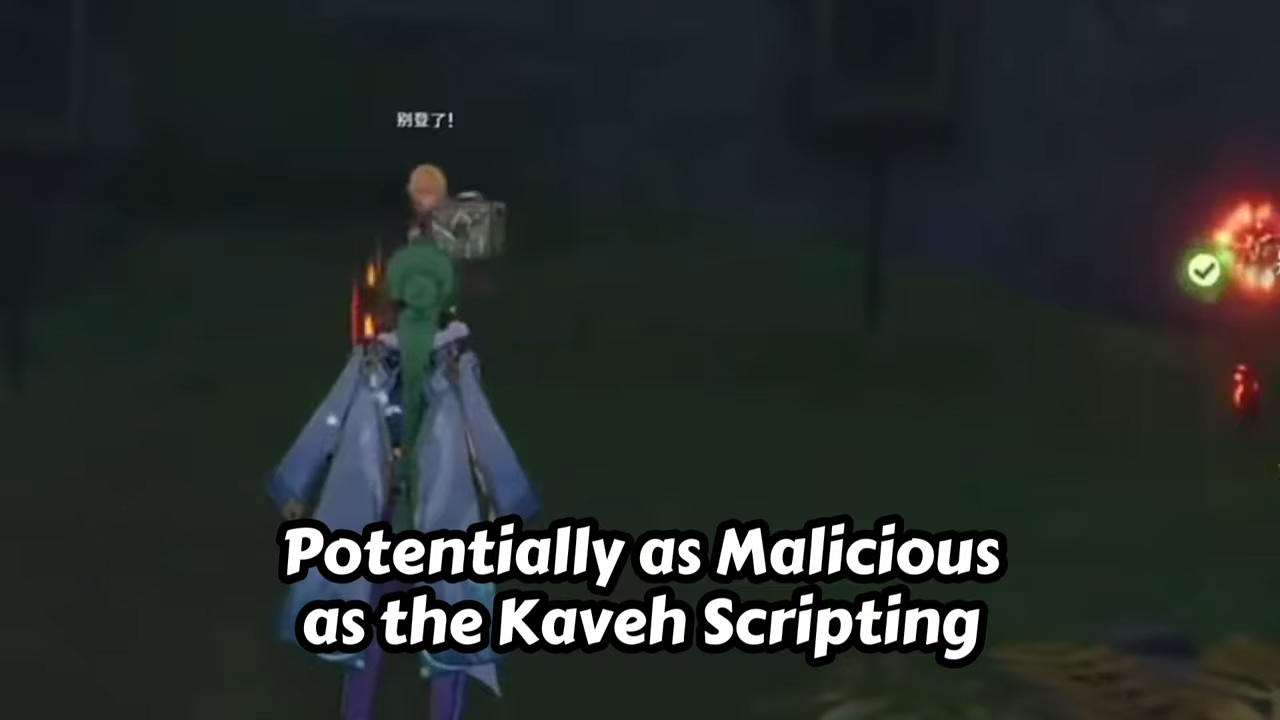 别登了!
Potentially as Malicious
as the Kaveh Scripting